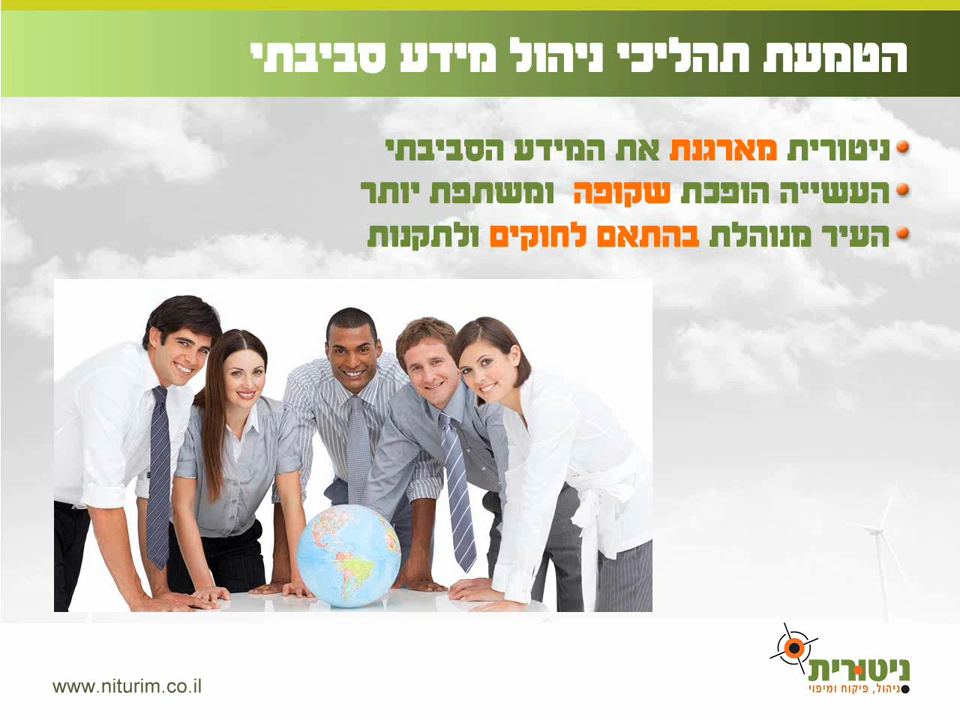 הטמעת תהליכי ניהול מידע סביבתי
ניטורית מארגנת את המידע הסביבתי
העשייה הופכת שקופה ומשתפת יותר
העיר מנוהלת בהתאם לחוקים ולתקנות
www.niturim.co.il
ניטורית
ניהול, פיקוח ומיפוי